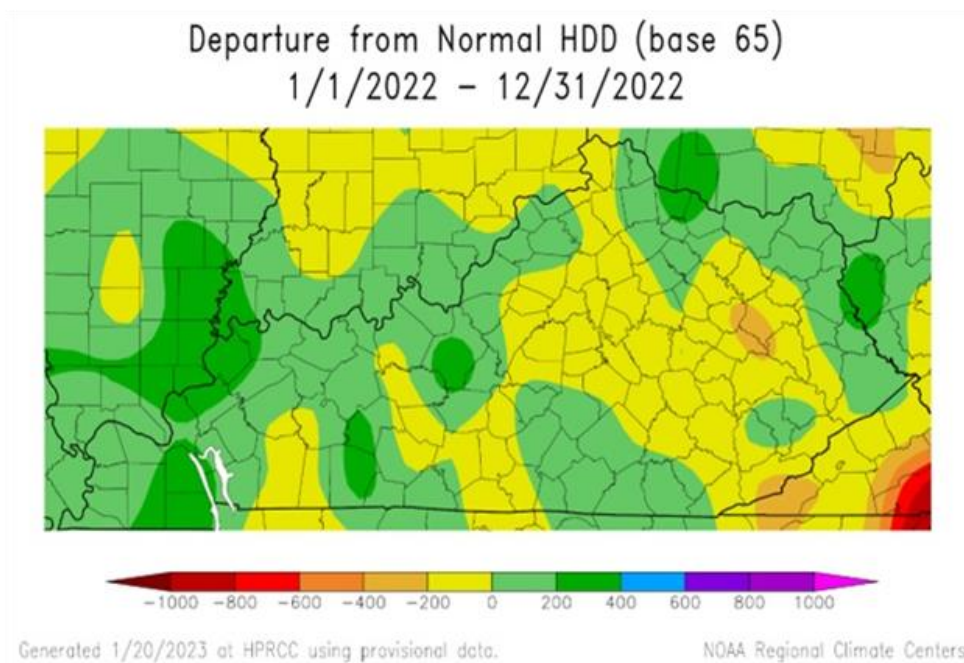 Departure from Normal HDD (base 65)
1/1/2022 – 12/31/2022
-1000 -800 -600 -400 -200 0 200 400 600 800 1000
Generated 1/20/2023 at HPRCC using provisional data. NOAA Regional Climate Centers